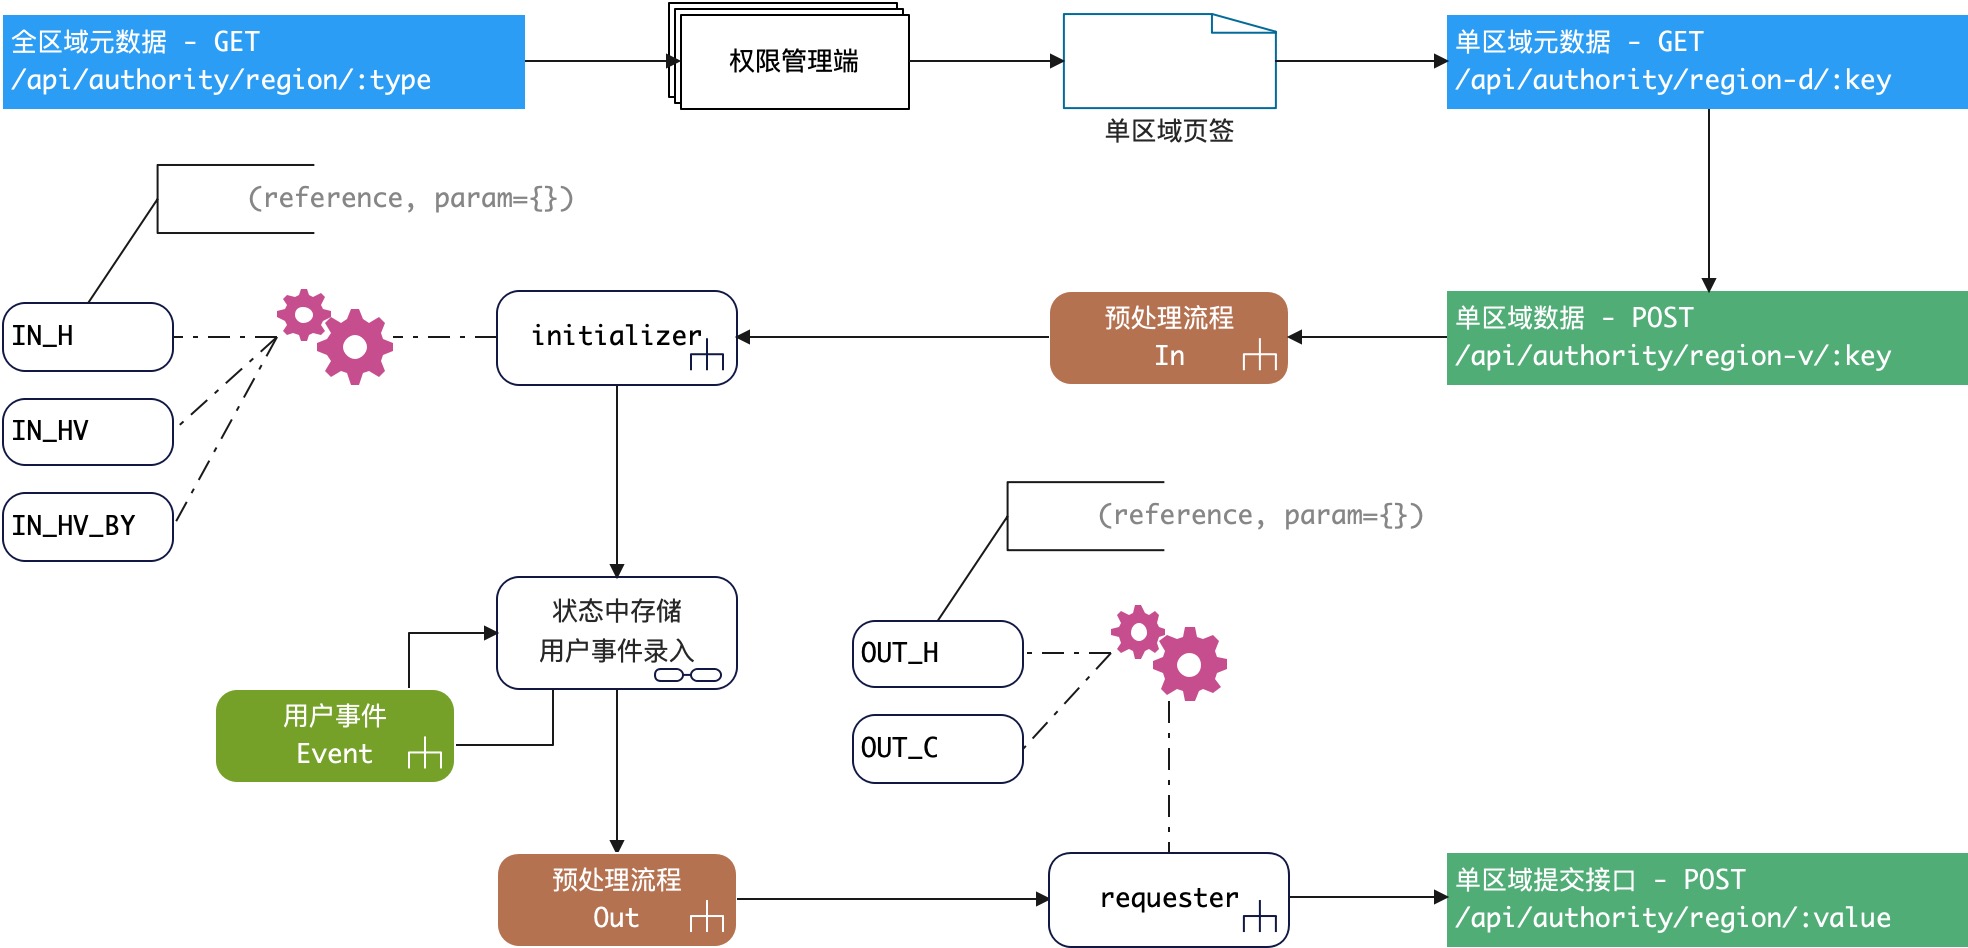 全区域元数据 - GET
/api/authority/region/:type
权限管理端
单区域页签
单区域元数据 - GET
/api/authority/region-d/:key
(reference, param={})
IN_H
IN_HV
IN_HV_BY
initializer
预处理流程
In
单区域数据 - POST
/api/authority/region-v/:key
状态中存储
用户事件录入
用户事件
Event
(reference, param={})
OUT_H
OUT_C
预处理流程
Out
requester
单区域提交接口 - POST
/api/authority/region/:value